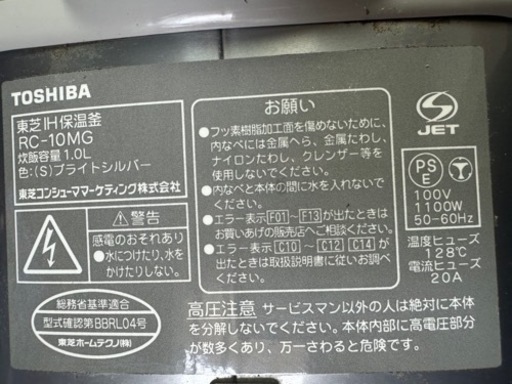 TOSHIBA
東芝IH保温釜
RC-10MG
炊飯容量1.0L
色:(S)ブライトシルバー
東芝コンシューママーケティング株式会社
警告
感電のおそれあり
●水につけたり、水を
かけたりしない。
総務省基準適合
型式確認第BBRL04号
東芝ホームテクノ(株)
お願い
●フッ素樹脂加工面を傷めないために、
内なべには金属へら、金属たわし、
ナイロンたわし、クレンザー等を
使用しないでください。
●内なべと本体の間に水を入れないで
ください。
●エラー表示[F01]~[F13]が出たときは
お買いあげの販売店へご相談ください。
●エラー表示[C10]~[C12][C14]が
出たときは取扱説明書に従いお調べ
ください。
高圧注意 サービスマン以外の人は絶対に本体
を分解しないでください。本体内部に高電圧部分
が数多くあり、万一さわると危険です。
S
JET
PS
E
100V
1100W
50-60Hz
温度ヒューズ
128℃
電流ヒューズ
20A